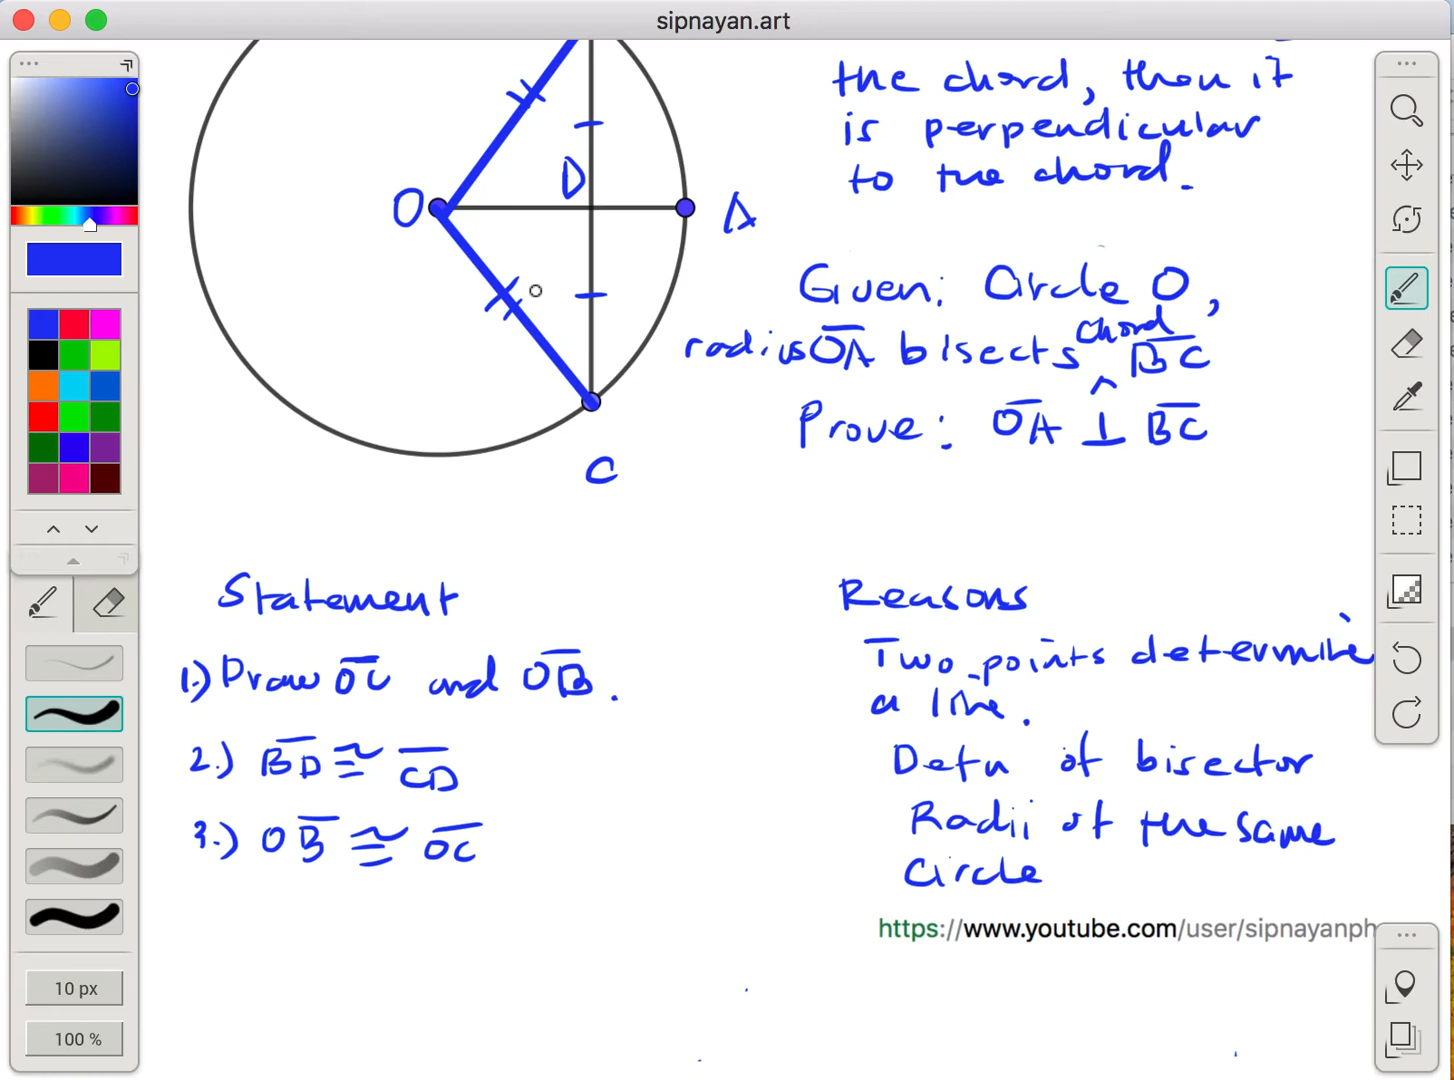 sipnayan.art
the chord, then it
is perpendicular
to the chord.
O
D
A
C
Given: Circle O,
radius OA bisects chord BC
Prove: OA ⊥ BC
Statement
Reasons
1.) Draw OC and OB.
Two points determine
a line.
2.) BD ≅ CD
Defn of bisector
3.) OB ≅ OC
Radii of the same
Circle
https://www.youtube.com/user/sipnayanph
10 px
100 %